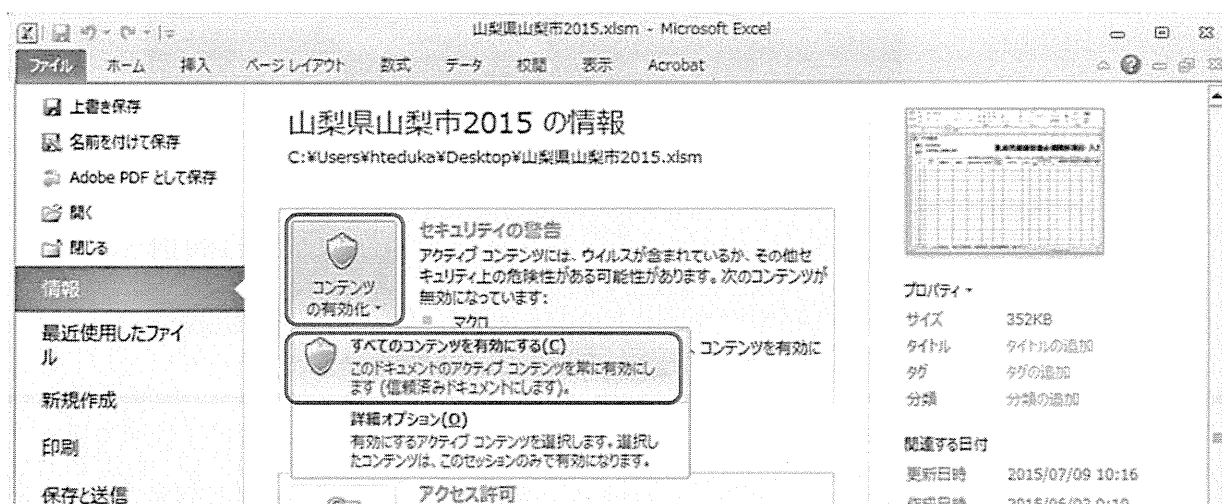 山梨県山梨市2015.xlsm - Microsoft Excel
ファイル ホーム 挿入 ページ レイアウト 数式 データ 校閲 表示 Acrobat
上書き保存
名前を付けて保存
Adobe PDF として保存
開く
閉じる
情報
最近使用したファイル
新規作成
印刷
保存と送信
山梨県山梨市2015 の情報
C:¥Users¥hteduka¥Desktop¥山梨県山梨市2015.xlsm
コンテンツ
の有効化
セキュリティの警告
アクティブ コンテンツには、ウイルスが含まれているか、その他セ
キュリティ上の危険性がある可能性があります。次のコンテンツが
無効になっています:
マクロ
、コンテンツを有効に
すべてのコンテンツを有効にする(C)
このドキュメントのアクティブ コンテンツを常に有効にし
ます (信頼済みドキュメントにします)。
詳細オプション(O)
有効にするアクティブ コンテンツを選択します。選択し
たコンテンツは、このセッションのみで有効になります。
アクセス許可
プロパティ
サイズ 352KB
タイトル タイトルの追加
タグ タグの追加
分類 分類の追加
関連する日付
更新日時 2015/07/09 10:16